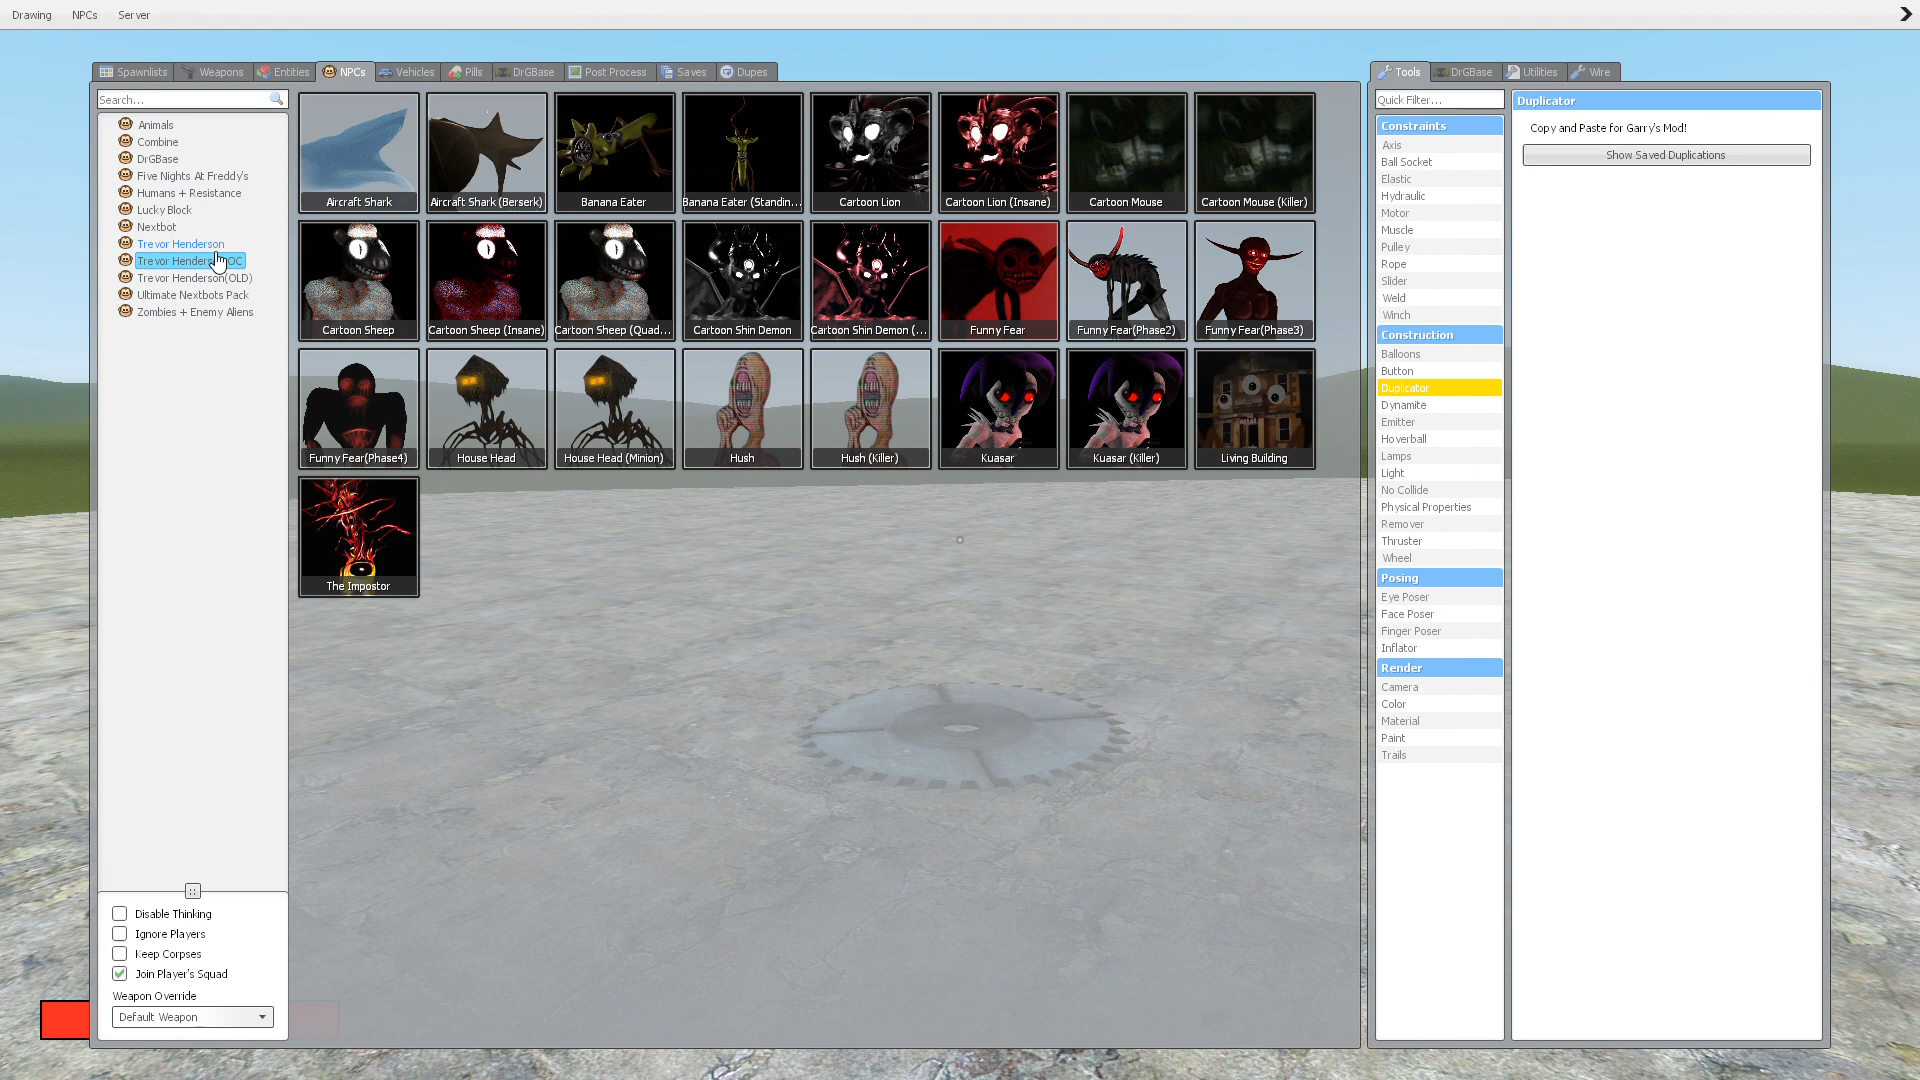 Drawing NPCs Server
Spawnlists Weapons Entities NPCs Vehicles Pills DrGBase Post Process Saves Dupes
Search...
Animals
Combine
DrGBase
Five Nights At Freddy's
Humans + Resistance
Lucky Block
Nextbot
Trevor Henderson
OC
Trevor Henderson(OLD)
Ultimate Nextbots Pack
Zombies + Enemy Aliens
Aircraft Shark Aircraft Shark (Berserk) Banana Eater Banana Eater (Standin... Cartoon Lion Cartoon Lion (Insane) Cartoon Mouse Cartoon Mouse (Killer)
Cartoon Sheep Cartoon Sheep (Insane) Cartoon Sheep (Quad... Cartoon Shin Demon Cartoon Shin Demon (... Funny Fear Funny Fear(Phase2) Funny Fear(Phase3)
Funny Fear(Phase4) House Head House Head (Minion) Hush Hush (Killer) Kuasar Kuasar (Killer) Living Building
The Impostor
Disable Thinking
Ignore Players
Keep Corpses
Join Player's Squad
Weapon Override
Default Weapon
Tools DrGBase Utilities Wire
Quick Filter...
Constraints
Axis
Ball Socket
Elastic
Hydraulic
Motor
Muscle
Pulley
Rope
Slider
Weld
Winch
Construction
Balloons
Button
Duplicator
Dynamite
Emitter
Hoverball
Lamps
Light
No Collide
Physical Properties
Remover
Thruster
Wheel
Posing
Eye Poser
Face Poser
Finger Poser
Inflator
Render
Camera
Color
Material
Paint
Trails
Duplicator
Copy and Paste for Garry's Mod!
Show Saved Duplications